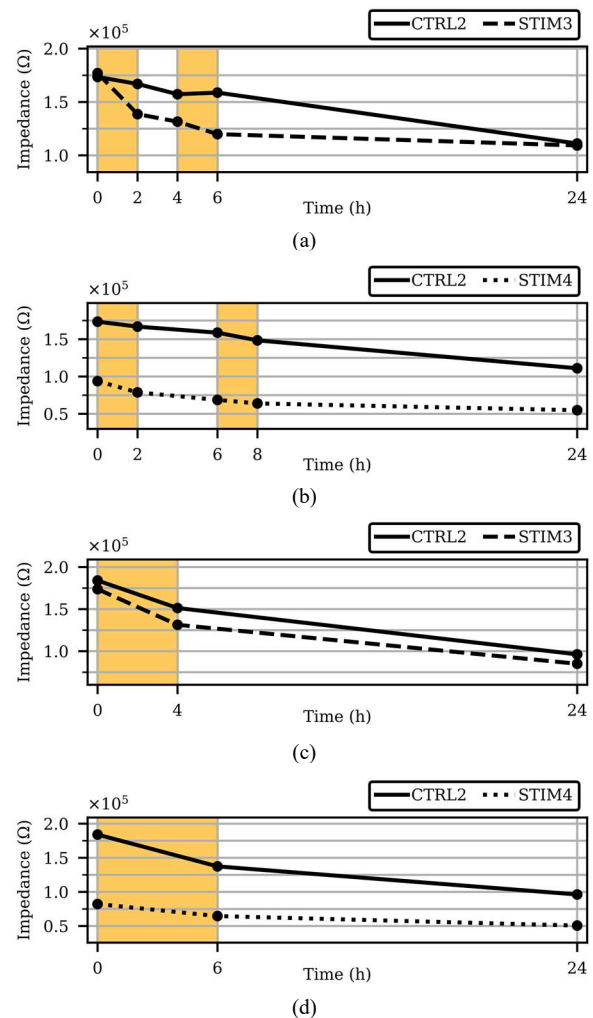 CTRL2 STIM3
×10⁵
Impedance (Ω)
2.0
1.5
1.0
0 2 4 6 24
Time (h)
(a)
CTRL2 STIM4
×10⁵
Impedance (Ω)
1.5
1.0
0.5
0 2 6 8 24
Time (h)
(b)
CTRL2 STIM3
×10⁵
Impedance (Ω)
2.0
1.5
1.0
0 4 24
Time (h)
(c)
CTRL2 STIM4
×10⁵
Impedance (Ω)
2.0
1.5
1.0
0.5
0 6 24
Time (h)
(d)